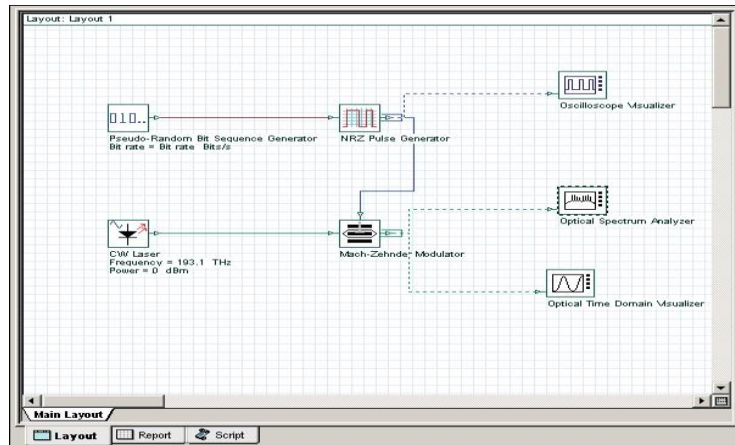 Layout: Layout 1
Oscilloscope Visualizer
010..
Pseudo-Random Bit Sequence Generator
Bit rate = Bit rate Bits/s
NRZ Pulse Generator
Optical Spectrum Analyzer
CW Laser
Frequency = 193.1 THz
Power = 0 dBm
Mach-Zehnder Modulator
Optical Time Domain Visualizer
Main Layout
Layout
Report
Script